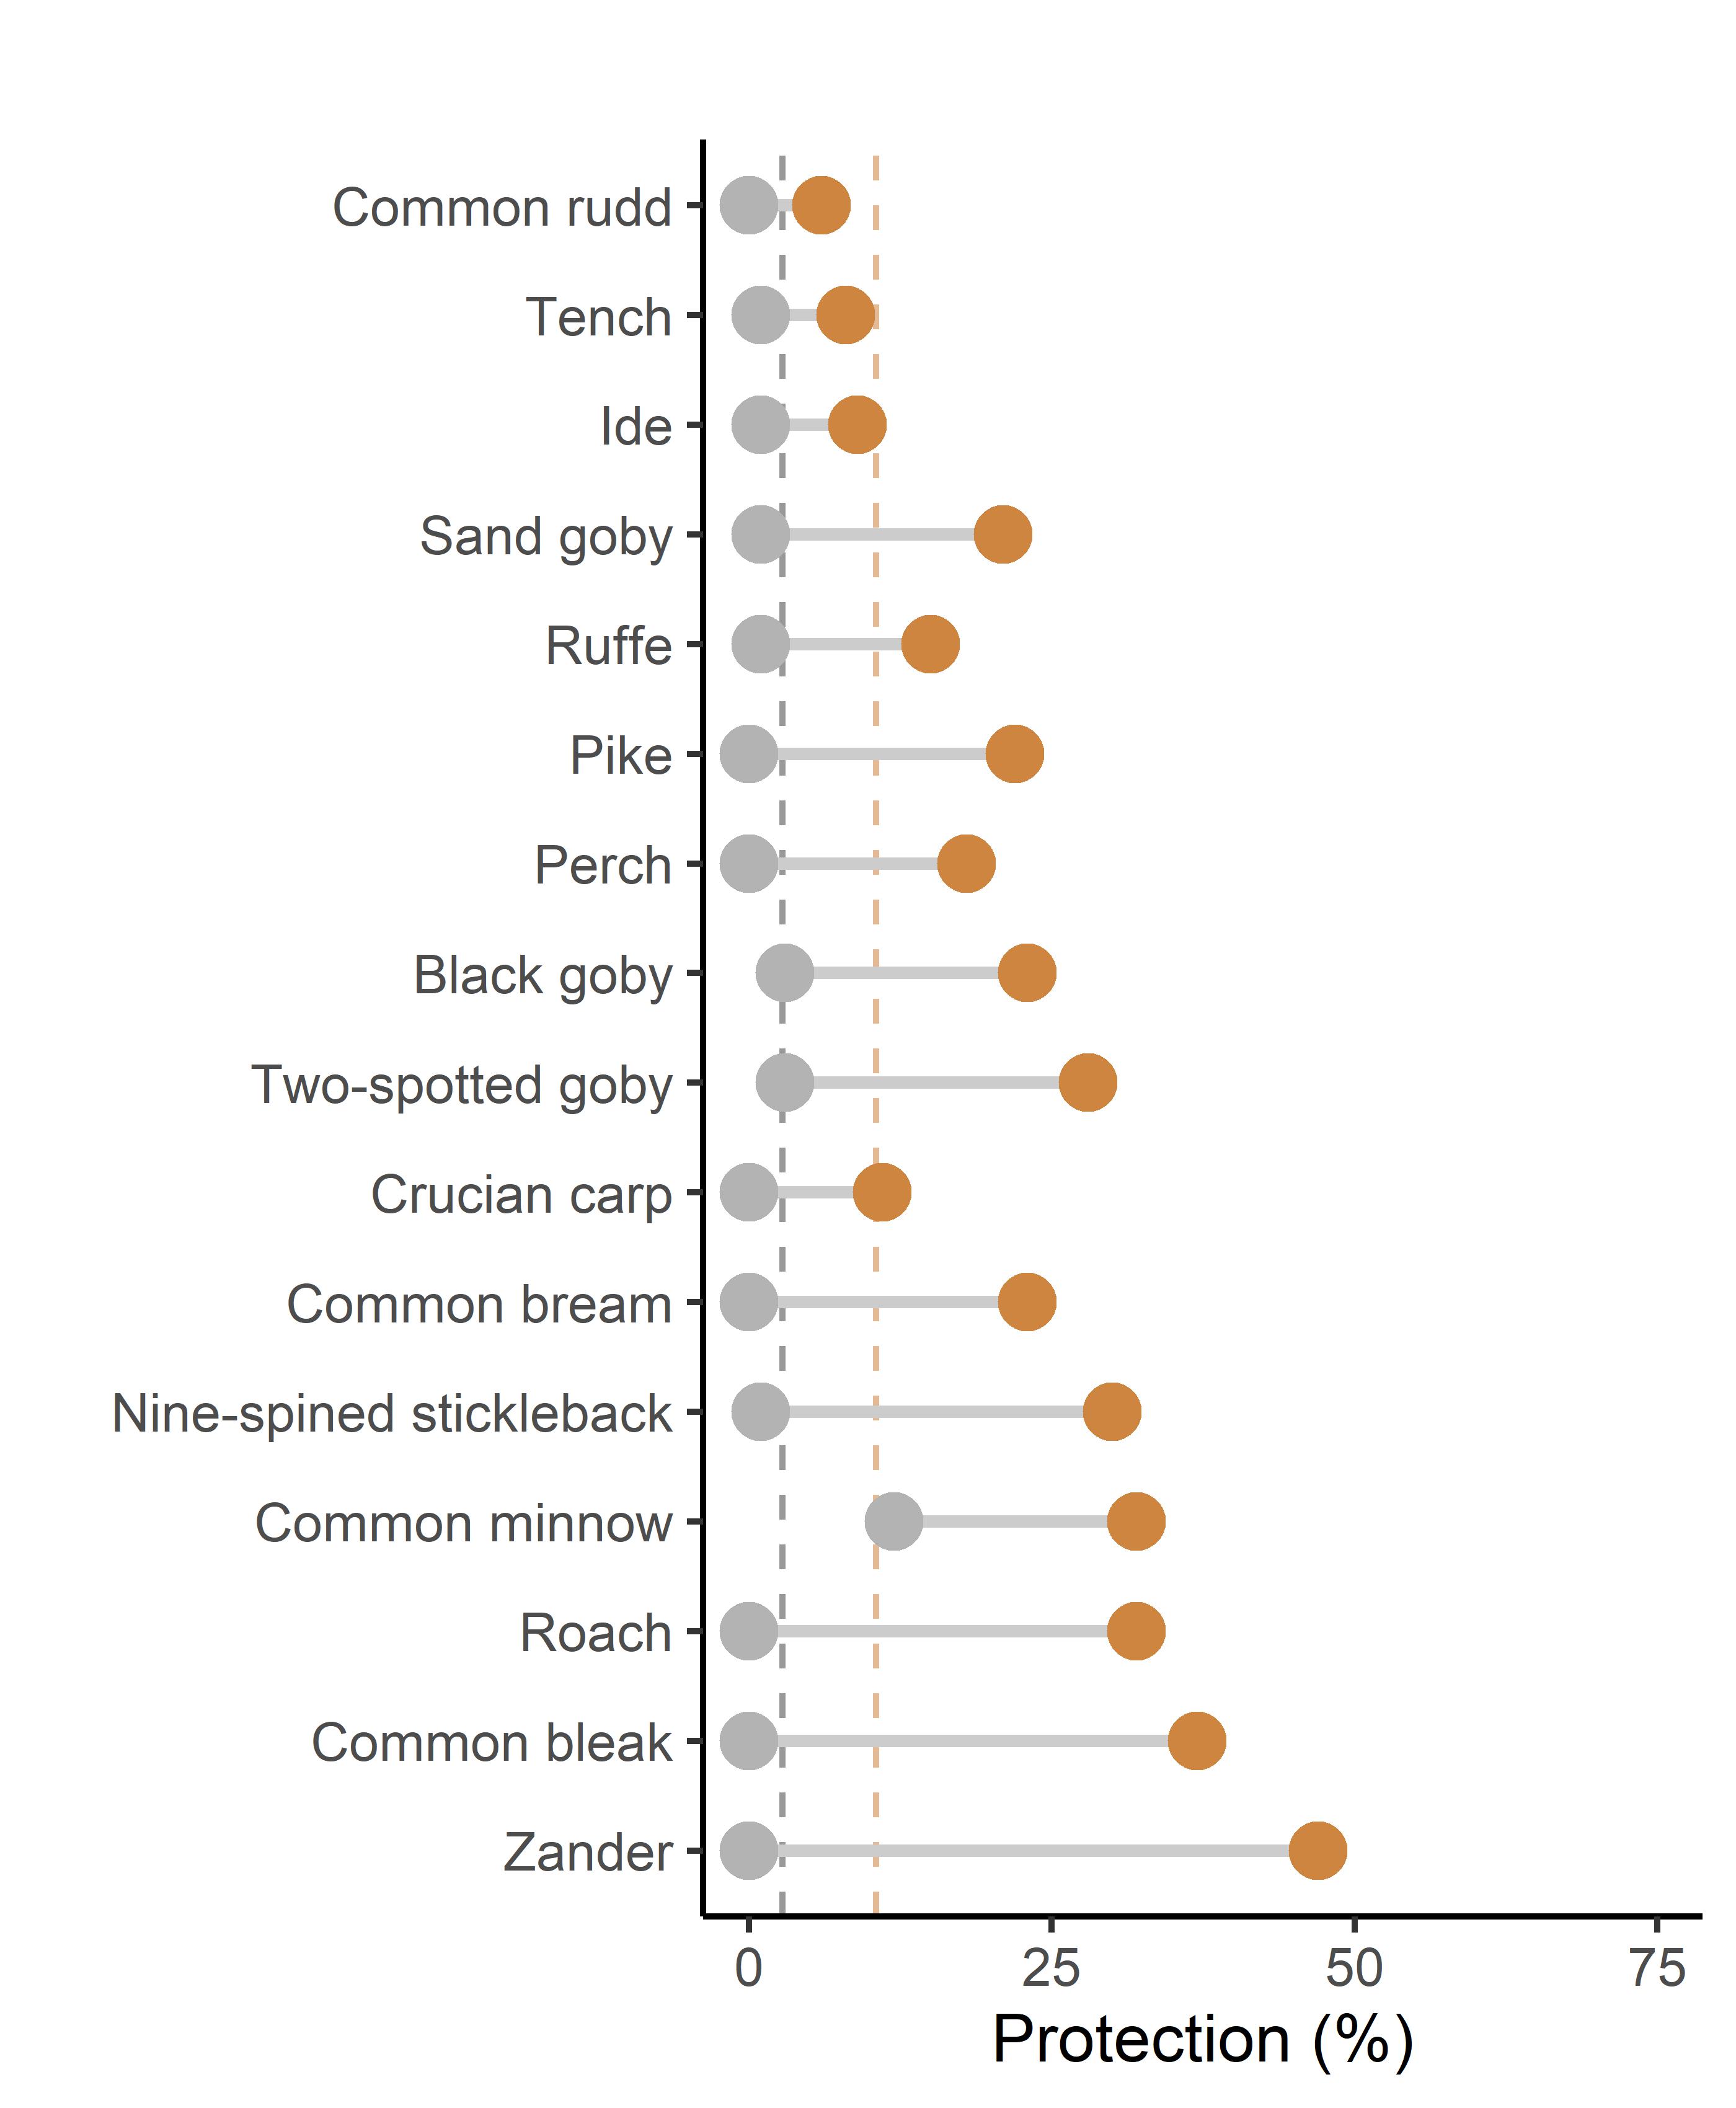 Common rudd
Tench
Ide
Sand goby
Ruffe
Pike
Perch
Black goby
Two-spotted goby
Crucian carp
Common bream
Nine-spined stickleback
Common minnow
Roach
Common bleak
Zander
0 25 50 75
Protection (%)